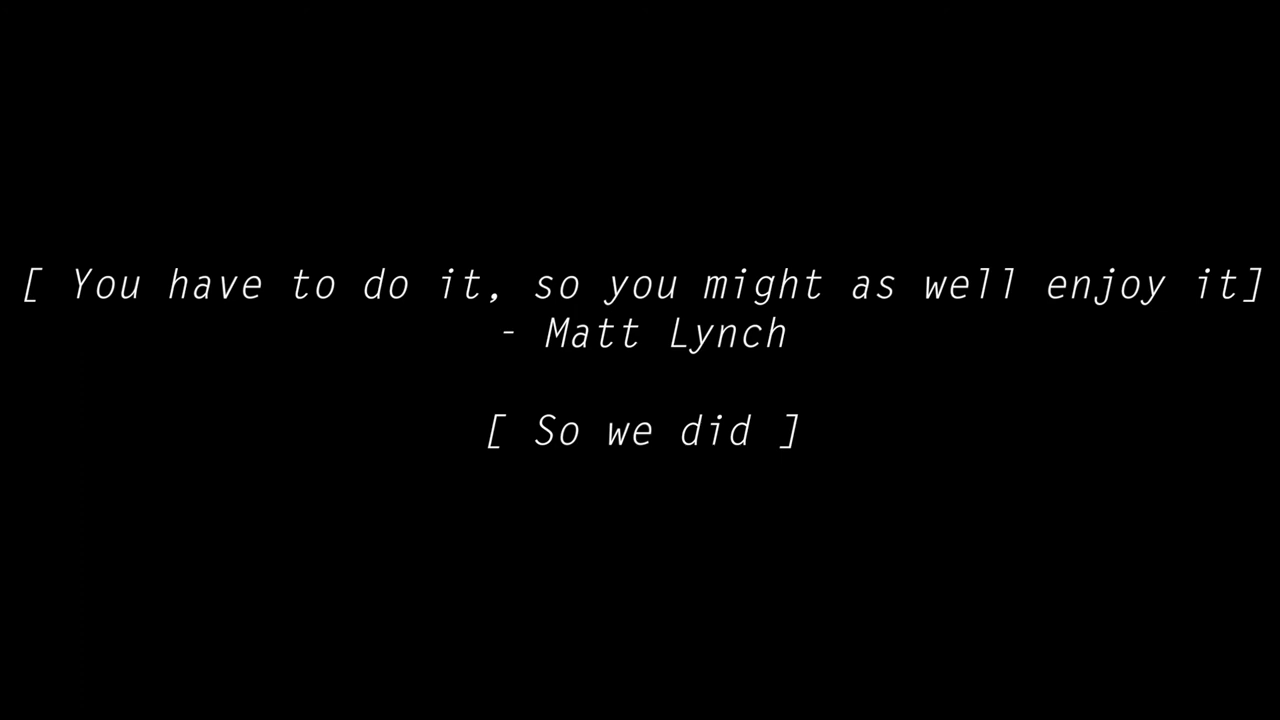 [ You have to do it, so you might as well enjoy it]
- Matt Lynch
[ So we did ]